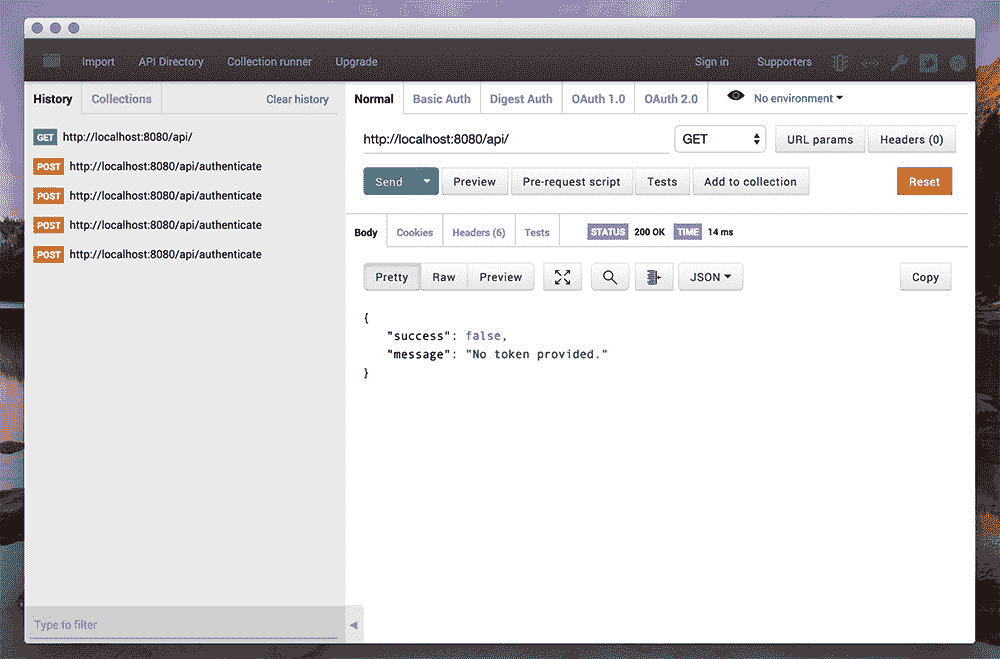 Import API Directory Collection runner Upgrade Sign in Supporters
History Collections Clear history
GET http://localhost:8080/api/
POST http://localhost:8080/api/authenticate
POST http://localhost:8080/api/authenticate
POST http://localhost:8080/api/authenticate
POST http://localhost:8080/api/authenticate
Type to filter
Normal Basic Auth Digest Auth OAuth 1.0 OAuth 2.0 No environment
http://localhost:8080/api/ GET URL params Headers (0)
Send Preview Pre-request script Tests Add to collection Reset
Body Cookies Headers (6) Tests STATUS 200 OK TIME 14 ms
Pretty Raw Preview JSON Copy
{
"success": false,
"message": "No token provided."
}